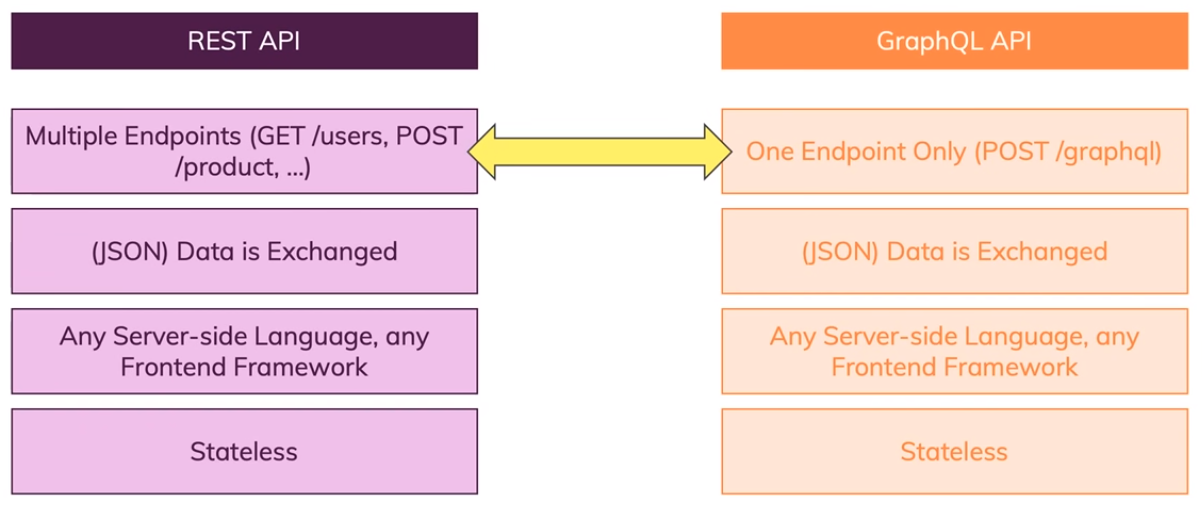 REST API
GraphQL API
Multiple Endpoints (GET /users, POST
/product, ...)
One Endpoint Only (POST /graphql)
(JSON) Data is Exchanged
(JSON) Data is Exchanged
Any Server-side Language, any
Frontend Framework
Any Server-side Language, any
Frontend Framework
Stateless
Stateless